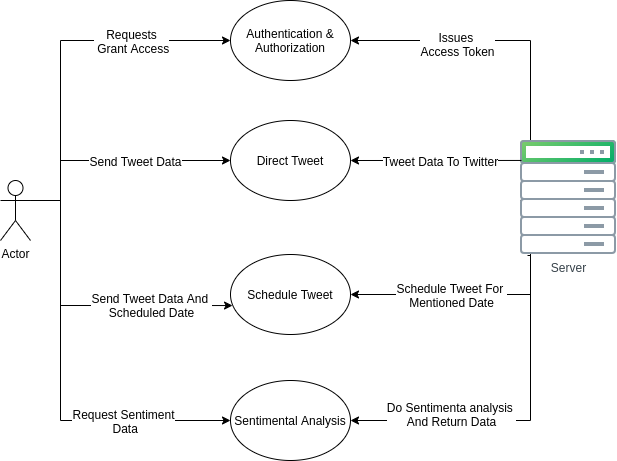 Requests
Grant Access
Authentication &
Authorization
Issues
Access Token
Send Tweet Data
Direct Tweet
Tweet Data To Twitter
Actor
Server
Send Tweet Data And
Scheduled Date
Schedule Tweet
Schedule Tweet For
Mentioned Date
Request Sentiment
Data
Sentimental Analysis
Do Sentimenta analysis
And Return Data